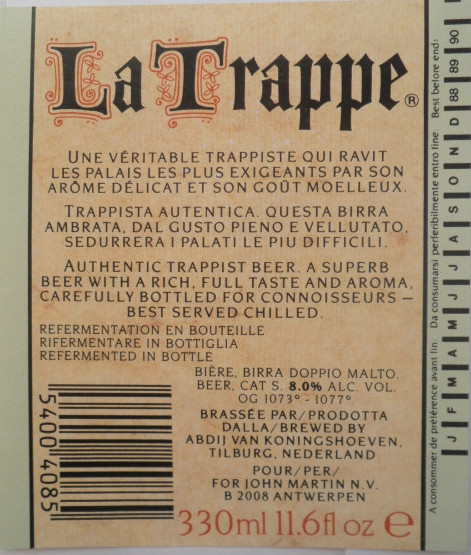 La Trappe®
UNE VÉRITABLE TRAPPISTE QUI RAVIT
LES PALAIS LES PLUS EXIGEANTS PAR SON
ARÔME DÉLICAT ET SON GOÛT MOELLEUX.
TRAPPISTA AUTENTICA. QUESTA BIRRA
AMBRATA, DAL GUSTO PIENO E VELLUTATO,
SEDURRERA I PALATI LE PIU DIFFICILI.
AUTHENTIC TRAPPIST BEER. A SUPERB
BEER WITH A RICH, FULL TASTE AND AROMA,
CAREFULLY BOTTLED FOR CONNOISSEURS —
BEST SERVED CHILLED.
REFERMENTATION EN BOUTEILLE
RIFERMENTARE IN BOTTIGLIA
REFERMENTED IN BOTTLE
BIÈRE, BIRRA DOPPIO MALTO.
BEER, CAT S. 8.0% ALC. VOL.
OG 1073° - 1077°.
BRASSÉE PAR/PRODOTTA
DALLA/BREWED BY
ABDIJ VAN KONINGSHOEVEN,
TILBURG, NEDERLAND
POUR/PER/
FOR JOHN MARTIN N.V.
B 2008 ANTWERPEN
5400 4085
330ml 11.6fl oz e
A consommer de préférence avant fin. Da consumarsi perferibilmente entro fine. Best before end:
J F M A M J J A S O N D 88 89 90